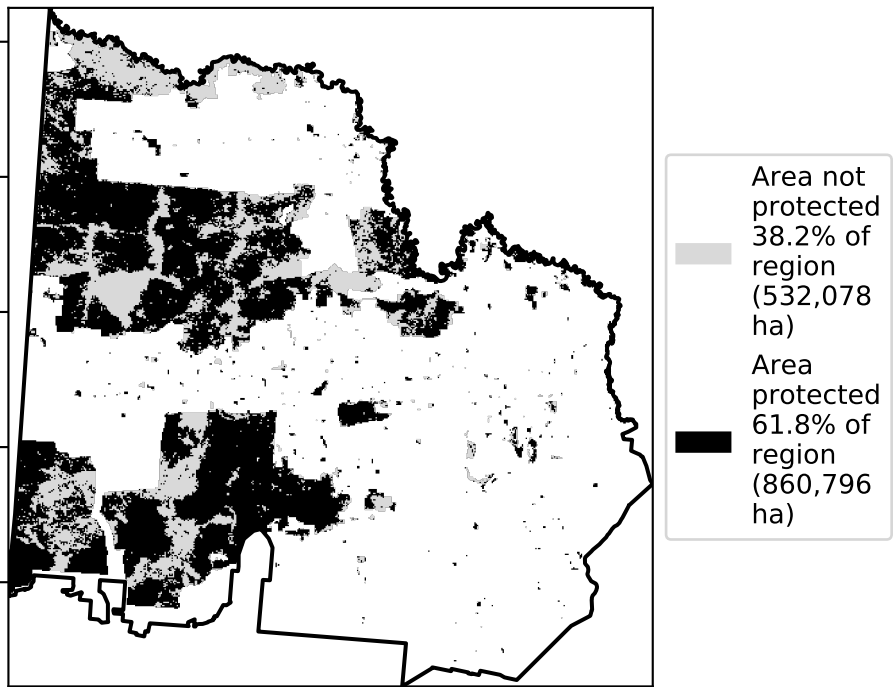 Area not
protected
38.2% of
region
(532,078
ha)
Area
protected
61.8% of
region
(860,796
ha)